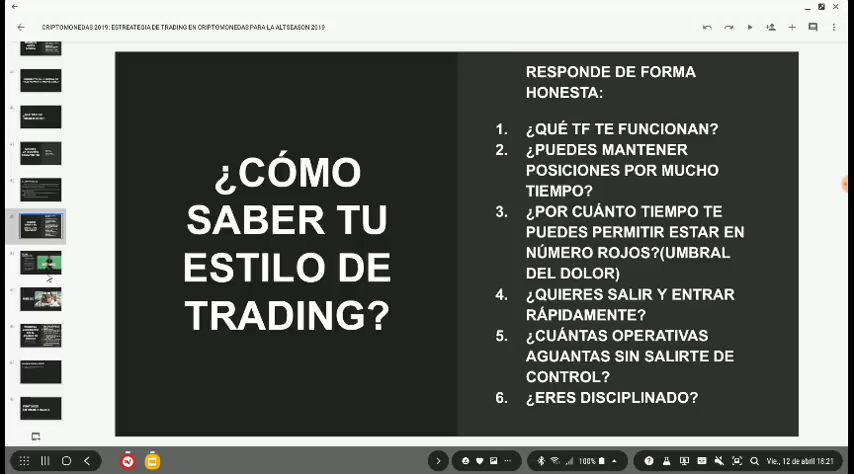 CRIPTOMONEDAS 2019: ESTREATEGIA DE TRADING EN CRIPTOMONEDAS PARA LA ALTSEASON 2019
¿CÓMO
SABER TU
ESTILO DE
TRADING?
RESPONDE DE FORMA
HONESTA:
1. ¿QUÉ TF TE FUNCIONAN?
2. ¿PUEDES MANTENER
POSICIONES POR MUCHO
TIEMPO?
3. ¿POR CUÁNTO TIEMPO TE
PUEDES PERMITIR ESTAR EN
NÚMERO ROJOS?(UMBRAL
DEL DOLOR)
4. ¿QUIERES SALIR Y ENTRAR
RÁPIDAMENTE?
5. ¿CUÁNTAS OPERATIVAS
AGUANTAS SIN SALIRTE DE
CONTROL?
6. ¿ERES DISCIPLINADO?
100%
Vie., 12 de abril 18:21